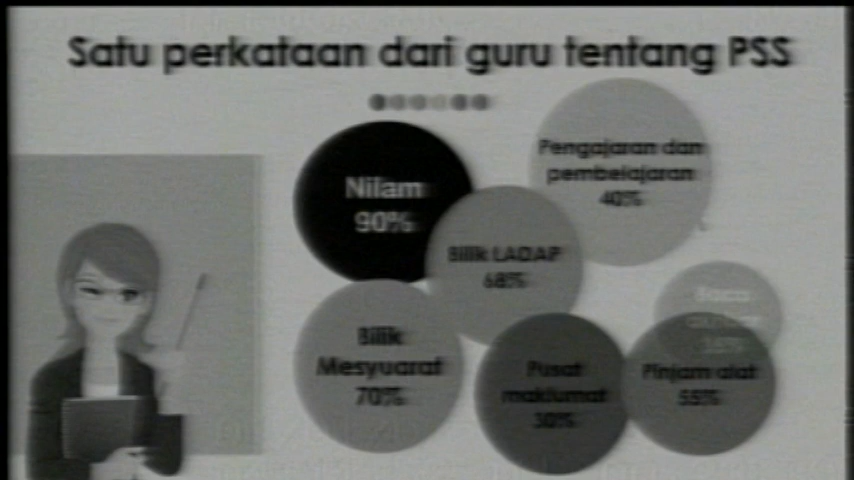 Satu perkataan dari guru tentang PSS
Nilam
90%
Pengajaran dan
pembelajaran
40%
Bilik LADAP
68%
Bilik
Mesyuarat
70%
Pusat
maklumat
30%
Pinjam alat
55%